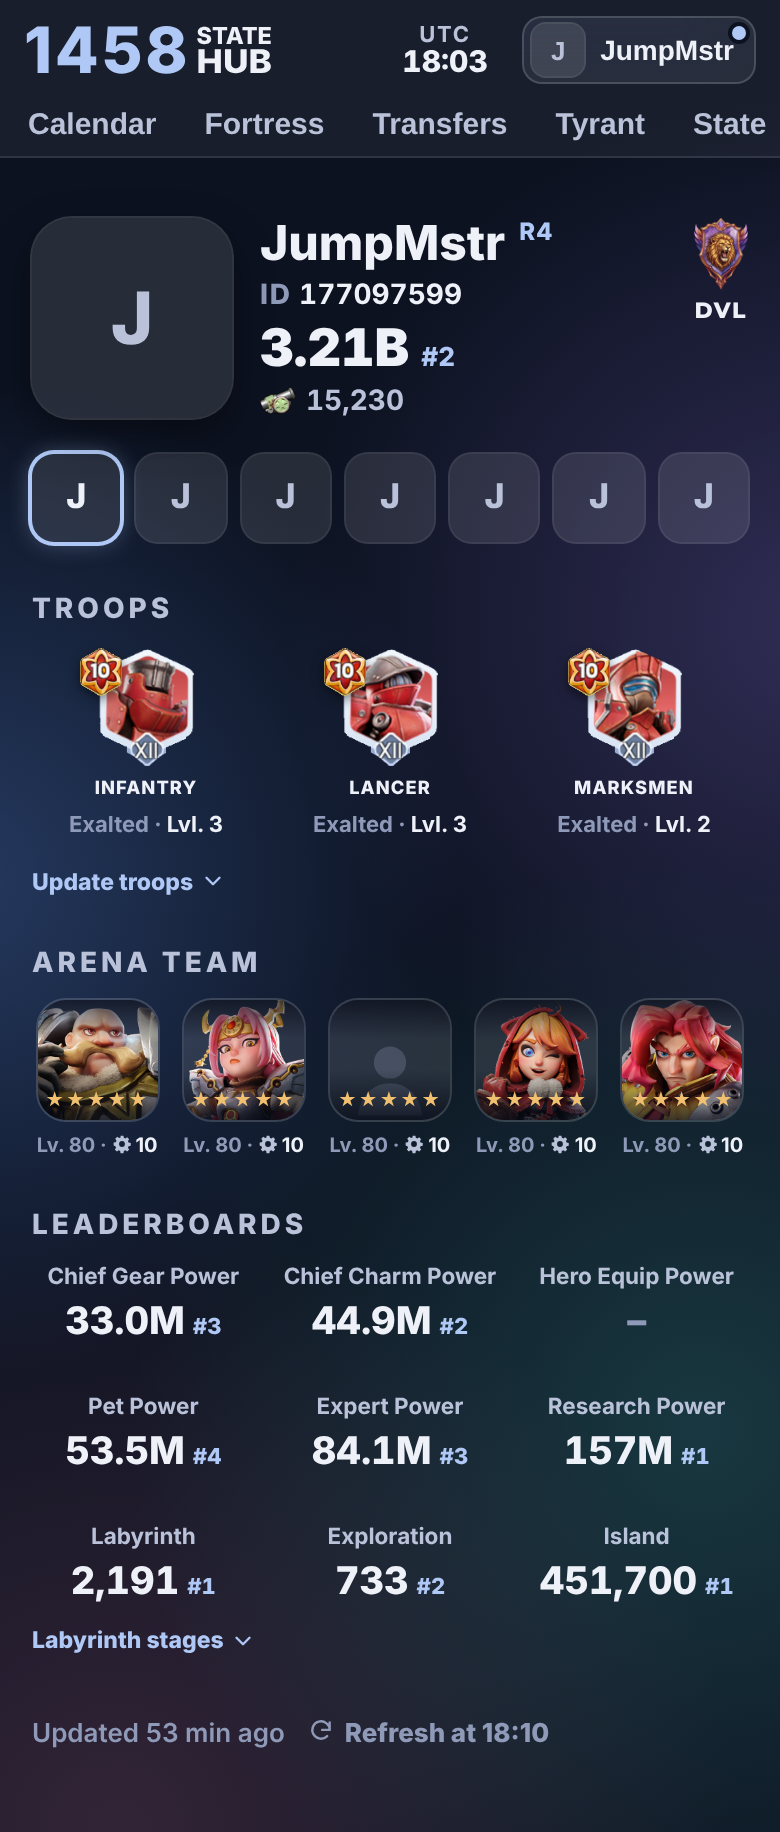 1458 STATE HUB
UTC
18:03
J JumpMstr
Calendar Fortress Transfers Tyrant State
J
JumpMstr R4
ID 177097599
3.21B #2
15,230
DVL
J J J J J J J
TROOPS
10 10 10
XII XII XII
INFANTRY LANCER MARKSMEN
Exalted · Lvl. 3 Exalted · Lvl. 3 Exalted · Lvl. 2
Update troops
ARENA TEAM
Lv. 80 · 10 Lv. 80 · 10 Lv. 80 · 10 Lv. 80 · 10 Lv. 80 · 10
LEADERBOARDS
Chief Gear Power Chief Charm Power Hero Equip Power
33.0M #3 44.9M #2 –
Pet Power Expert Power Research Power
53.5M #4 84.1M #3 157M #1
Labyrinth Exploration Island
2,191 #1 733 #2 451,700 #1
Labyrinth stages
Updated 53 min ago Refresh at 18:10